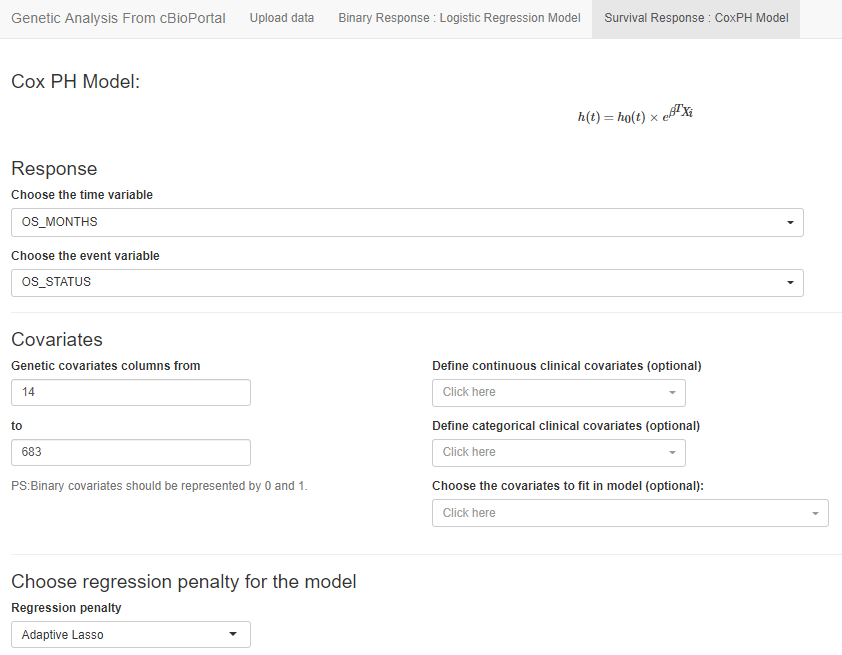 Genetic Analysis From cBioPortal Upload data Binary Response : Logistic Regression Model Survival Response : CoxPH Model
Cox PH Model:
h(t) = h₀(t) × e^{β^T X_i}
Response
Choose the time variable
OS_MONTHS
Choose the event variable
OS_STATUS
Covariates
Genetic covariates columns from
14
to
683
PS:Binary covariates should be represented by 0 and 1.
Define continuous clinical covariates (optional)
Click here
Define categorical clinical covariates (optional)
Click here
Choose the covariates to fit in model (optional):
Click here
Choose regression penalty for the model
Regression penalty
Adaptive Lasso